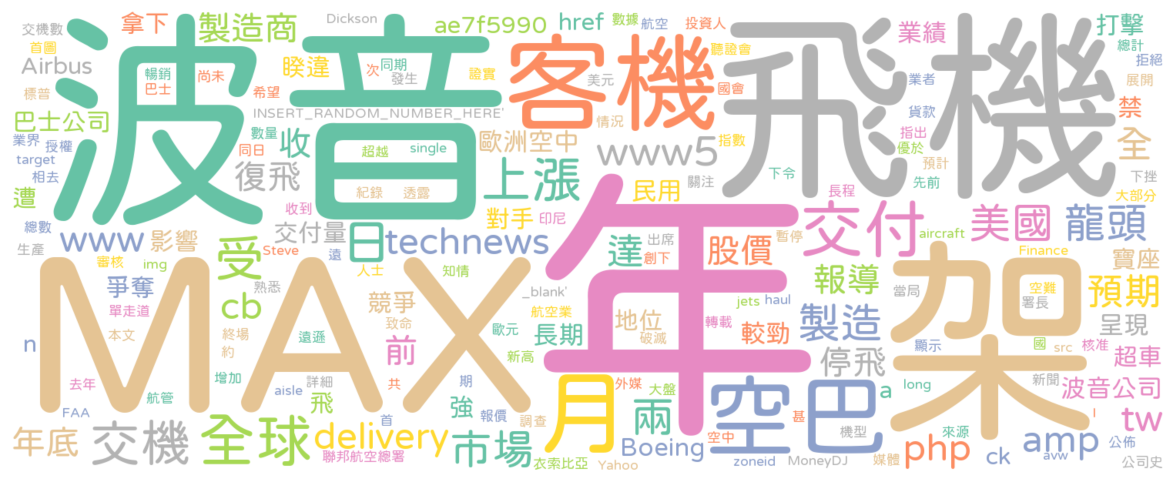 交機數 拿下 製造商 Dickson ae7f5990 href 數據 航空 投資人 業績 打擊
首圖 暢銷 巴士 尚未 同期 次 發生 睽違 證實 希望 美元 國會 聽證會 業者 總計 拒絕
Airbus 波音 客機 飛機 展開
標普 INSERT_RANDOM_NUMBER_HERE` 情況 指數 貨款 禁
巴士公司 數量 收 超越 single 歐洲空中 www5 指出 優於 全
業界 授權 同日 復飛 紀錄 透露 上漲 民用 關注 下令 預計 先前 下挫
target 相去 遭 收到 對手 印尼 長程 大部分
總數 www 影響 交付量 日 technews 年 達 出席 股價 暫停 交付 aircraft 美國 龍頭
生產 受 Steve 遠 創下 報導 Finance 寶座
審核 img 人士 知情 _blank' jets haul 當局 空難 署長 預期
爭奪 cb 熟悉 MAX 競爭 航空業 長期 地位 轉載 製造 架 呈現
單走道 本文 終場 約 遠遜 致命 前 歐元 破滅 較勁 停飛 顯示 國 src 核准 超車
n 去年 增加 詳細 共 期 新高 外媒 大盤 空巴 a long 新聞 波音公司
FAA 航管 aisle 飛 強 首 報價 月 兩 甚 機型 來源 l tw
年底 交機 全球 delivery 市場 調查 Boeing 空中 php ck amp 公佈
聯邦航空總署 衣索比亞 Yahoo zoneid MoneyDJ 媒體 avw 公司史